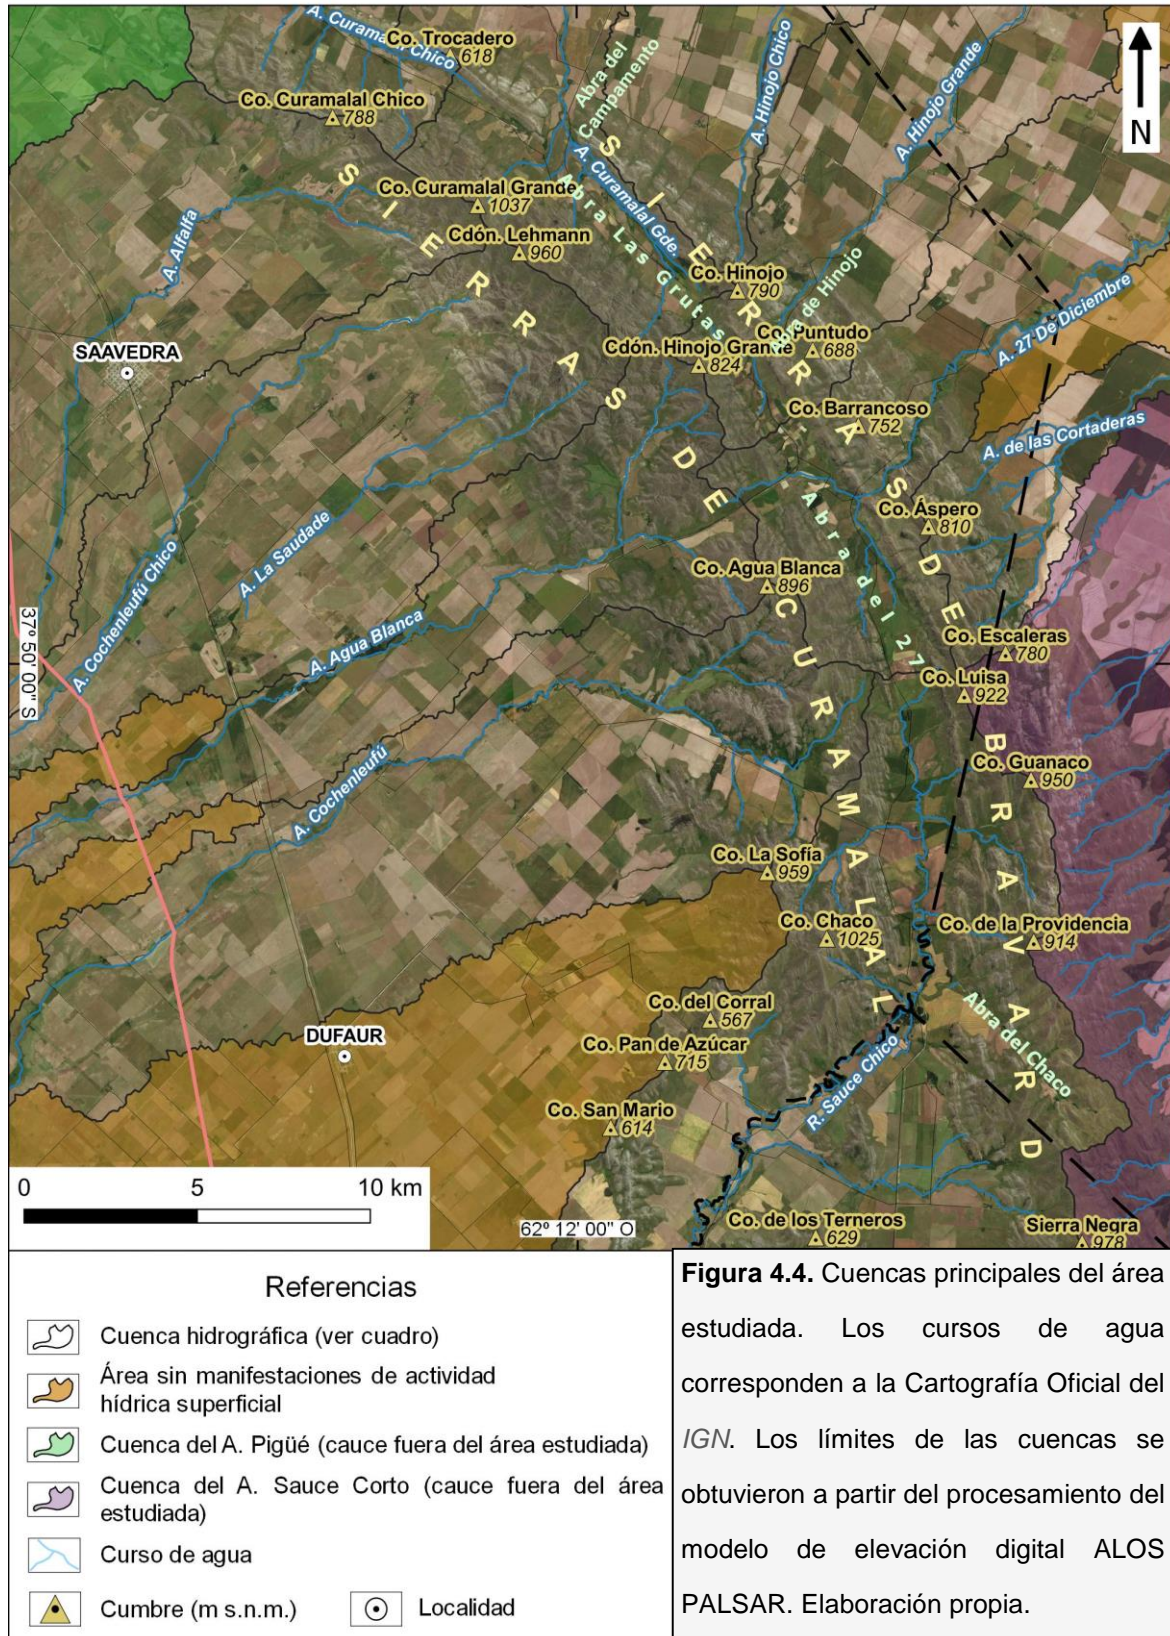 A. Curamalal Chico
Co. Trocadero
618
Abra del
Campamento
A. Hinojo Chico
A. Hinojo Grande
N
Co. Curamalal Chico
788
Co. Curamalal Grande
1037
Cdón. Lehmann
960
A. Curamalal Gde.
Abra Las Grutas
A. Alfalfa
SIERRAS DE CURAMALAL
SIERRAS DE BRAVARD
Co. Hinojo
790
Abra de Hinojo
Co. Puntudo
688
Cdón. Hinojo Grande
824
A. 27 De Diciembre
SAAVEDRA
Co. Barrancoso
752
A. de las Cortaderas
Co. Áspero
810
Abra del 27
A. La Saudade
A. Cochenleufú Chico
Co. Agua Blanca
896
A. Agua Blanca
37º 50' 00" S
Co. Escaleras
780
Co. Luisa
922
Co. Guanaco
950
A. Cochenleufú
Co. La Sofía
959
Co. Chaco
1025
Co. de la Providencia
914
Co. del Corral
567
Abra del Chaco
DUFAUR
Co. Pan de Azúcar
715
R. Sauce Chico
Co. San Mario
614
0 5 10 km
62º 12' 00" O
Co. de los Terneros
629
Sierra Negra
978
Referencias
Cuenca hidrográfica (ver cuadro)
Área sin manifestaciones de actividad
hídrica superficial
Cuenca del A. Pigüé (cauce fuera del área estudiada)
Cuenca del A. Sauce Corto (cauce fuera del área
estudiada)
Curso de agua
Cumbre (m s.n.m.)
Localidad
Figura 4.4. Cuencas principales del área
estudiada. Los cursos de agua
corresponden a la Cartografía Oficial del
IGN. Los límites de las cuencas se
obtuvieron a partir del procesamiento del
modelo de elevación digital ALOS
PALSAR. Elaboración propia.